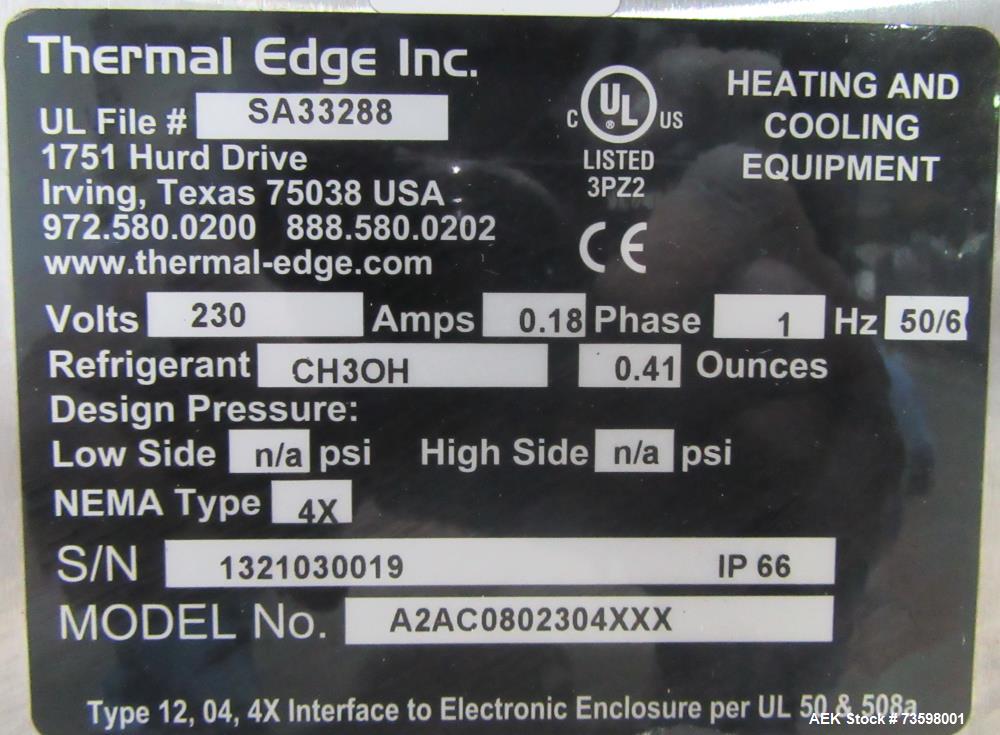 Thermal Edge Inc.
UL File # SA33288
1751 Hurd Drive
Irving, Texas 75038 USA
972.580.0200 888.580.0202
www.thermal-edge.com
C UL ® US
LISTED
3PZ2
CE
HEATING AND
COOLING
EQUIPMENT
Volts 230 Amps 0.18 Phase 1 Hz 50/6
Refrigerant CH3OH 0.41 Ounces
Design Pressure:
Low Side n/a psi High Side n/a psi
NEMA Type 4X
S/N 1321030019 IP 66
MODEL No. A2AC0802304XXX
Type 12, 04, 4X Interface to Electronic Enclosure per UL 50 & 508a
AEK Stock # 73598001